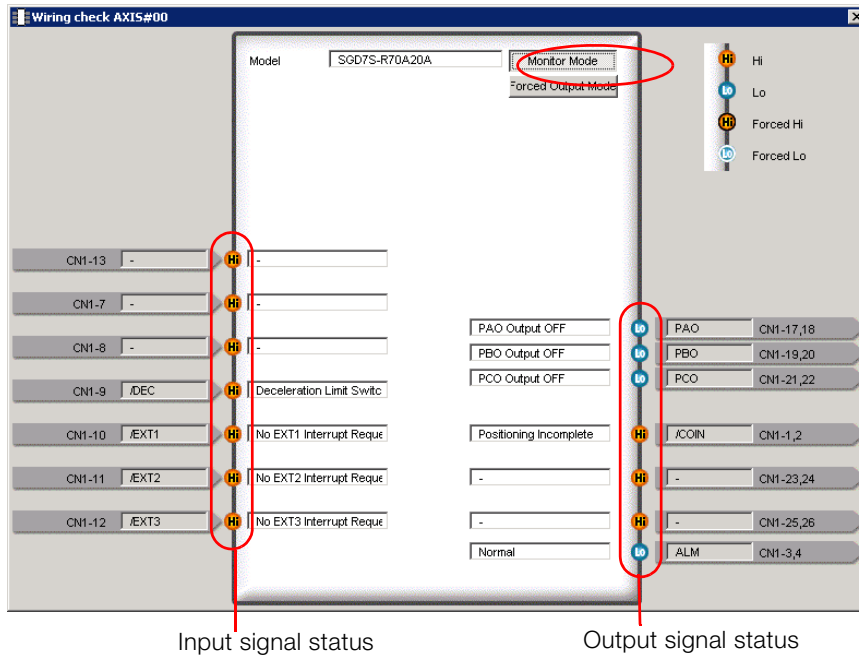 Wiring check AXIS#00
Model SGD7S-R70A20A Monitor Mode
Forced Output Mode
Hi Hi
Lo Lo
Hi Forced Hi
Lo Forced Lo
CN1-13 - Hi -
CN1-7 - Hi -
PAO Output OFF Lo PAO CN1-17,18
CN1-8 - Hi -
PBO Output OFF Lo PBO CN1-19,20
PCO Output OFF Lo PCO CN1-21,22
CN1-9 /DEC Hi Deceleration Limit Switc
CN1-10 /EXT1 Hi No EXT1 Interrupt Reque Positioning Incomplete Hi /COIN CN1-1,2
CN1-11 /EXT2 Hi No EXT2 Interrupt Reque - Hi - CN1-23,24
CN1-12 /EXT3 Hi No EXT3 Interrupt Reque - Hi - CN1-25,26
Normal Lo ALM CN1-3,4
Input signal status Output signal status